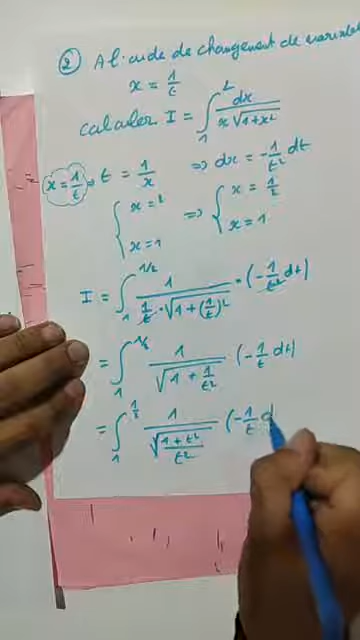 ② A l'aide de changement de variable
x = 1/t
calculer I = ∫₁² dx / (x√(1+x²))
x = 1/t ⇒ t = 1/x ⇒ dx = -1/t² dt
{ x = 2 ⇒ { x = 1/2
x = 1 x = 1
I = ∫₁^(1/2) 1 / (1/t · √(1+(1/t)²)) · (-1/t² dt)
= ∫₁^(1/2) 1 / √(1 + 1/t²) (-1/t dt)
= ∫₁^(1/2) 1 / √((1+t²)/t²) (-1/t d